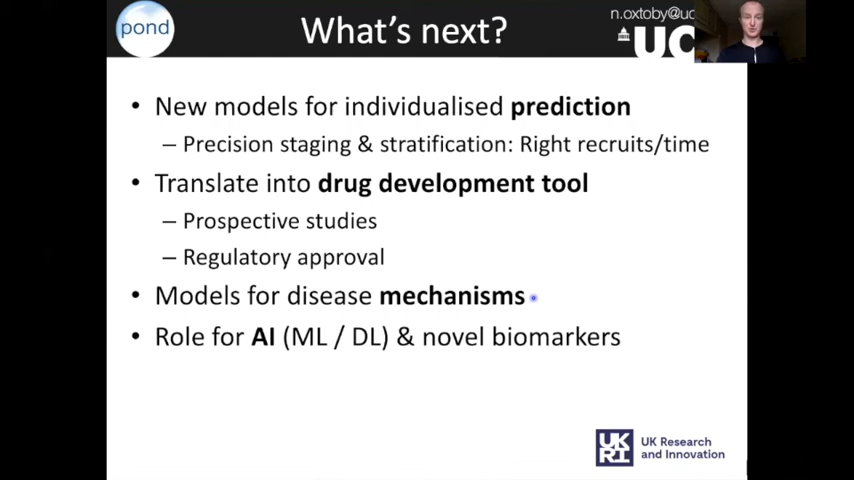 pond
What's next?
n.oxtoby@uc
UC
• New models for individualised prediction
– Precision staging & stratification: Right recruits/time
• Translate into drug development tool
– Prospective studies
– Regulatory approval
• Models for disease mechanisms
• Role for AI (ML / DL) & novel biomarkers
UKRI
UK Research
and Innovation